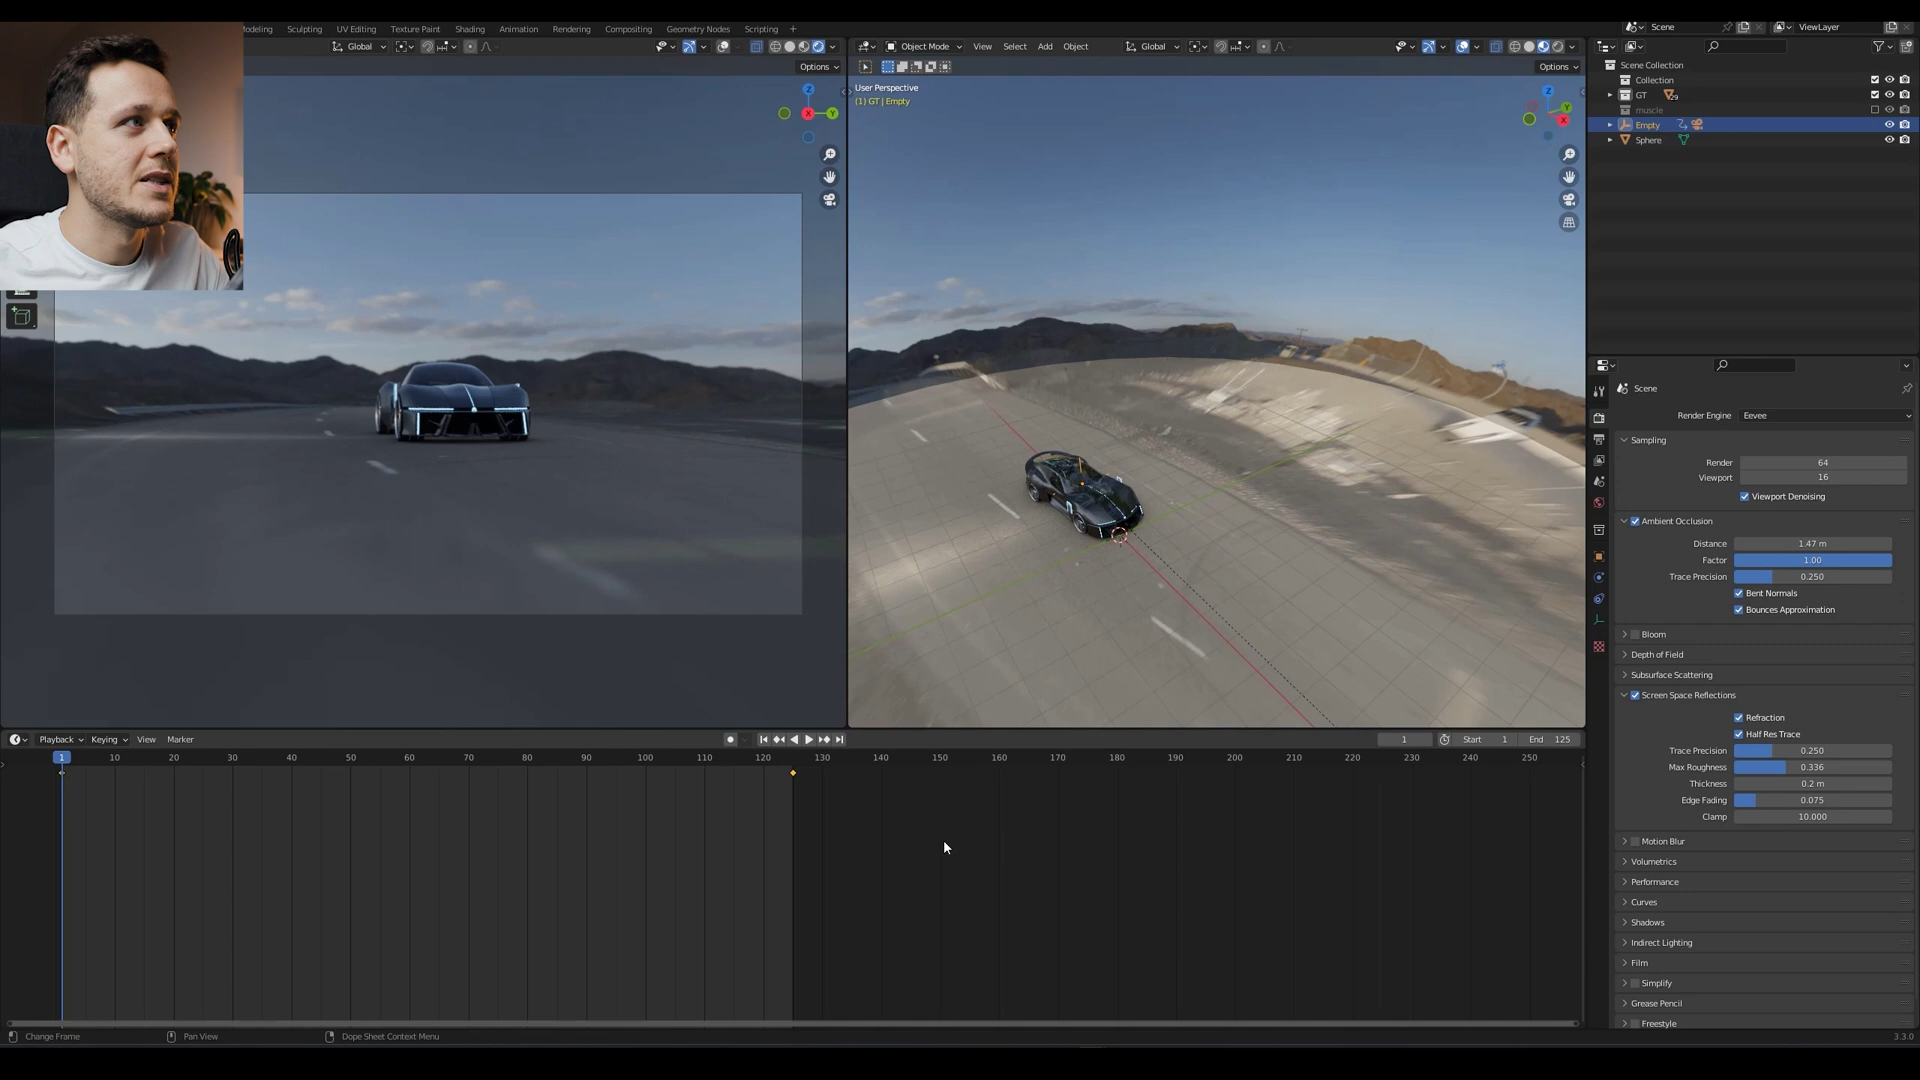 Modeling Sculpting UV Editing Texture Paint Shading Animation Rendering Compositing Geometry Nodes Scripting +
Scene ViewLayer
Global
Object Mode View Select Add Object Global
Options
Options
User Perspective
(1) GT | Empty
Z
X
Y
Z
Y
X
Scene Collection
Collection
GT 29
muscle
Empty
Sphere
Scene
Render Engine Eevee
Sampling
Render 64
Viewport 16
Viewport Denoising
Ambient Occlusion
Distance 1.47 m
Factor 1.00
Trace Precision 0.250
Bent Normals
Bounces Approximation
Bloom
Depth of Field
Subsurface Scattering
Screen Space Reflections
Refraction
Half Res Trace
Trace Precision 0.250
Max Roughness 0.336
Thickness 0.2 m
Edge Fading 0.075
Clamp 10.000
Motion Blur
Volumetrics
Performance
Curves
Shadows
Indirect Lighting
Film
Simplify
Grease Pencil
Freestyle
Playback Keying View Marker
1 Start 1 End 125
1 10 20 30 40 50 60 70 80 90 100 110 120 130 140 150 160 170 180 190 200 210 220 230 240 250
Change Frame Pan View Dope Sheet Context Menu
3.3.0